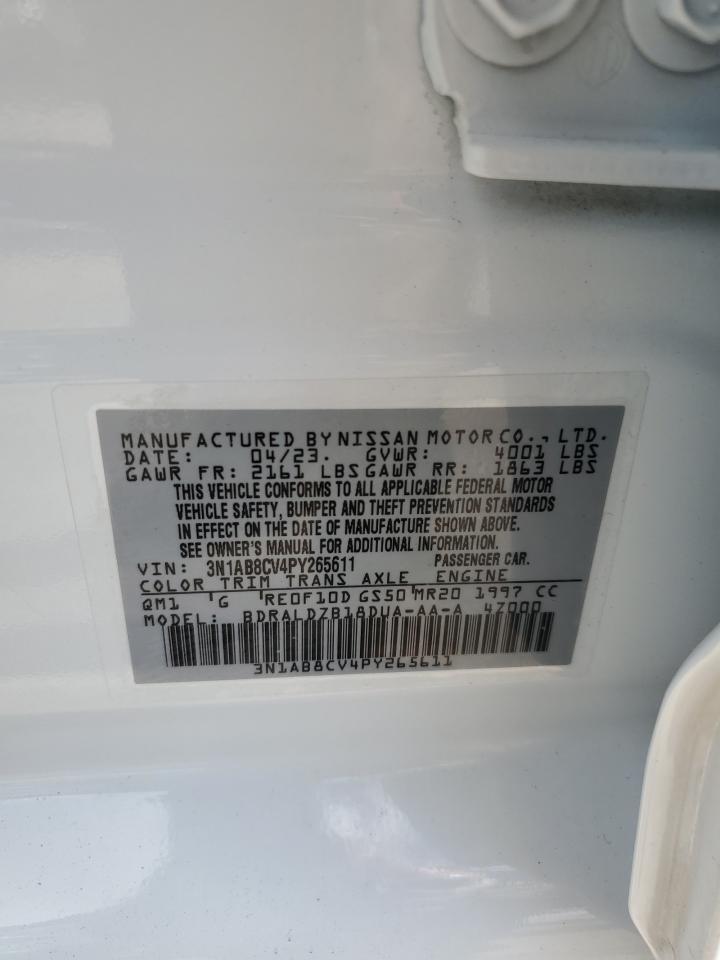 MANUFACTURED BY NISSAN MOTOR CO., LTD.
DATE: 04/23. GVWR: 4001 LBS
GAWR FR: 2161 LBS GAWR RR: 1863 LBS
THIS VEHICLE CONFORMS TO ALL APPLICABLE FEDERAL MOTOR
VEHICLE SAFETY, BUMPER AND THEFT PREVENTION STANDARDS
IN EFFECT ON THE DATE OF MANUFACTURE SHOWN ABOVE.
SEE OWNER'S MANUAL FOR ADDITIONAL INFORMATION.
VIN: 3N1AB8CV4PY265611 PASSENGER CAR.
COLOR TRIM TRANS AXLE ENGINE
QM1 G RE0F10D GS50 MR20 1997 CC
MODEL: BDRALDZB18DUA-AA-A 4Z000
3N1AB8CV4PY265611